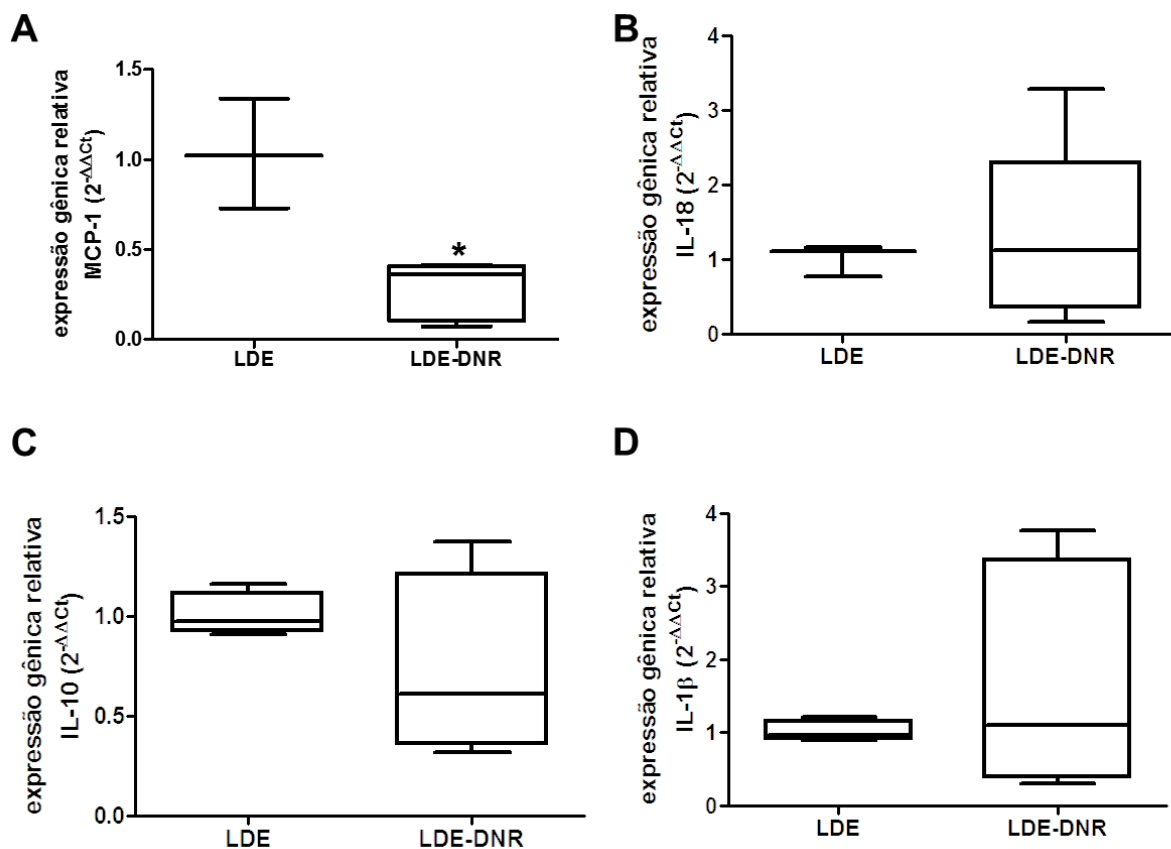 A
expressão gênica relativa
MCP-1 (2-ΔΔCt)
1.5
1.0
0.5
0.0
*
LDE
LDE-DNR
B
expressão gênica relativa
IL-18 (2-ΔΔCt)
4
3
2
1
0
LDE
LDE-DNR
C
expressão gênica relativa
IL-10 (2-ΔΔCt)
1.5
1.0
0.5
0.0
LDE
LDE-DNR
D
expressão gênica relativa
IL-1β (2-ΔΔCt)
4
3
2
1
0
LDE
LDE-DNR